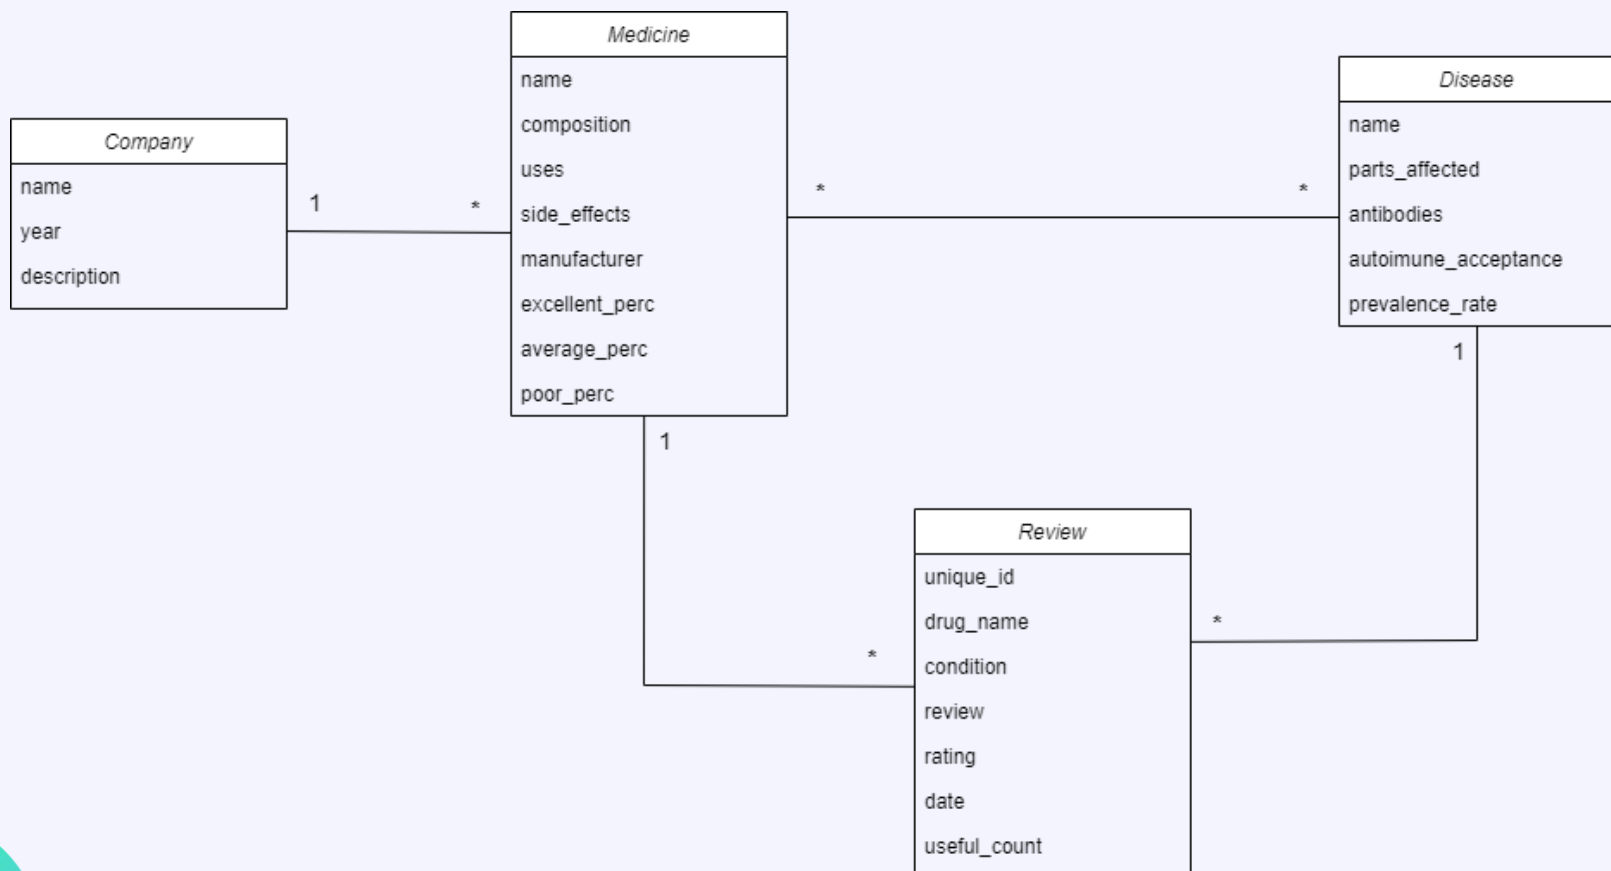 Medicine
name
composition
uses
side_effects
manufacturer
excellent_perc
average_perc
poor_perc
Company
name
year
description
1
*
*
*
Disease
name
parts_affected
antibodies
autoimune_acceptance
prevalence_rate
1
1
*
*
Review
unique_id
drug_name
condition
review
rating
date
useful_count